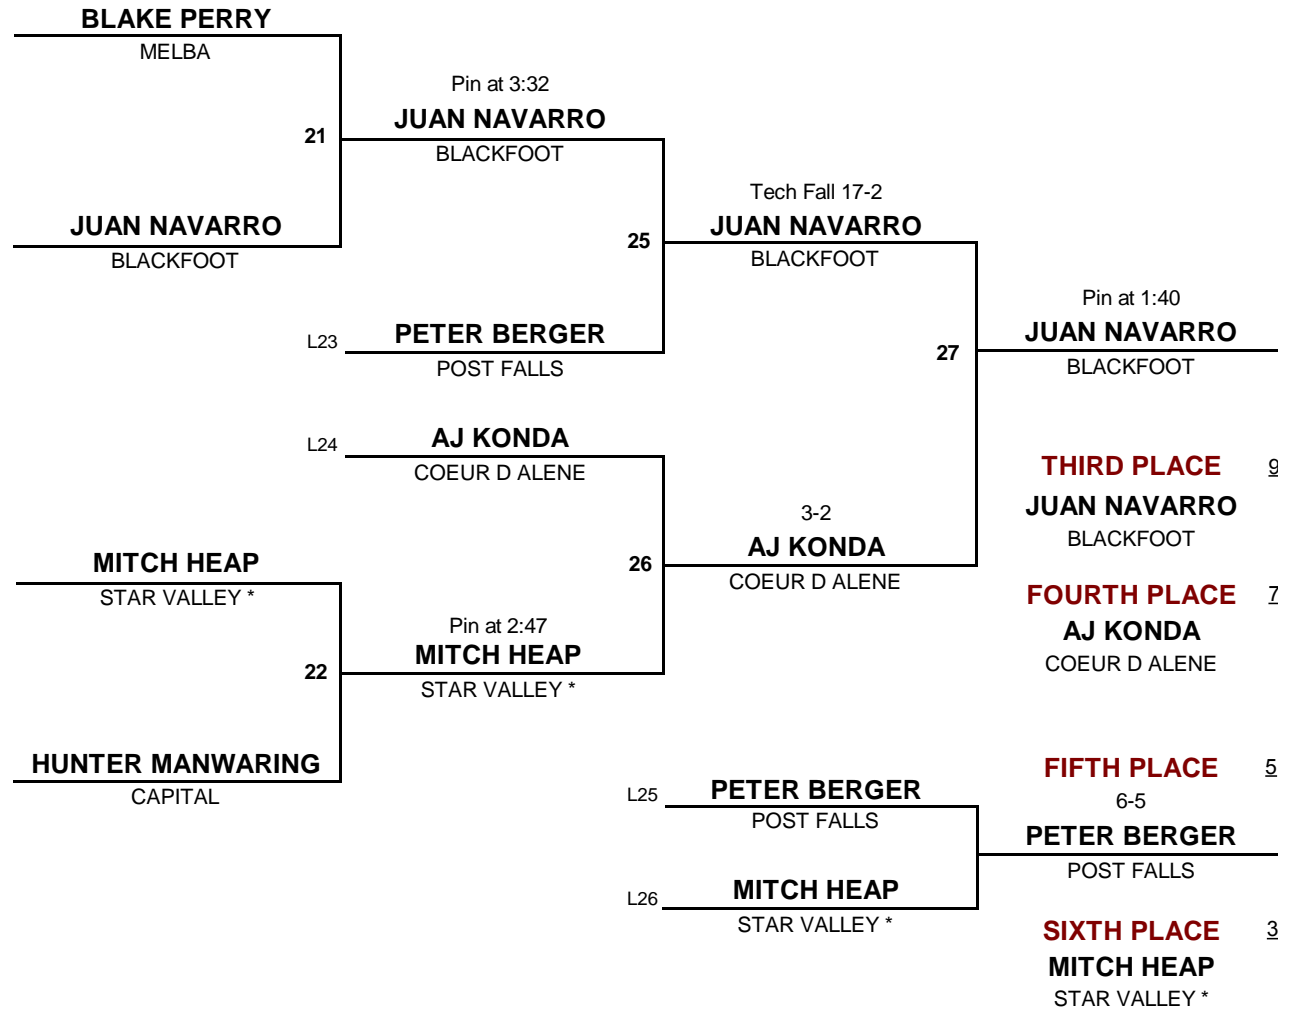 BLAKE PERRY
MELBA
Pin at 3:32
21
JUAN NAVARRO
BLACKFOOT
JUAN NAVARRO
BLACKFOOT
Tech Fall 17-2
25
JUAN NAVARRO
BLACKFOOT
L23
PETER BERGER
POST FALLS
Pin at 1:40
27
JUAN NAVARRO
BLACKFOOT
L24
AJ KONDA
COEUR D ALENE
THIRD PLACE 9
JUAN NAVARRO
BLACKFOOT
3-2
26
AJ KONDA
COEUR D ALENE
MITCH HEAP
STAR VALLEY *
FOURTH PLACE 7
AJ KONDA
COEUR D ALENE
Pin at 2:47
22
MITCH HEAP
STAR VALLEY *
HUNTER MANWARING
CAPITAL
L25
PETER BERGER
POST FALLS
FIFTH PLACE 5
6-5
PETER BERGER
POST FALLS
L26
MITCH HEAP
STAR VALLEY *
SIXTH PLACE 3
MITCH HEAP
STAR VALLEY *